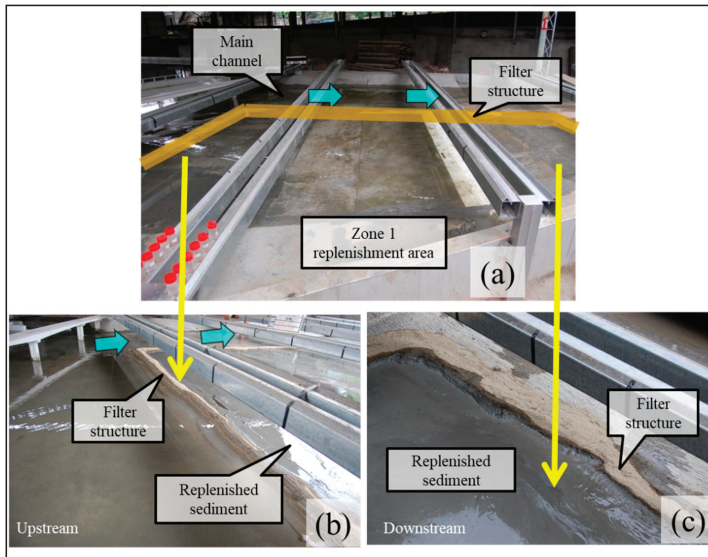 Main
channel
Filter
structure
Zone 1
replenishment area
(a)
Filter
structure
Replenished
sediment
Upstream
(b)
Filter
structure
Replenished
sediment
Downstream
(c)